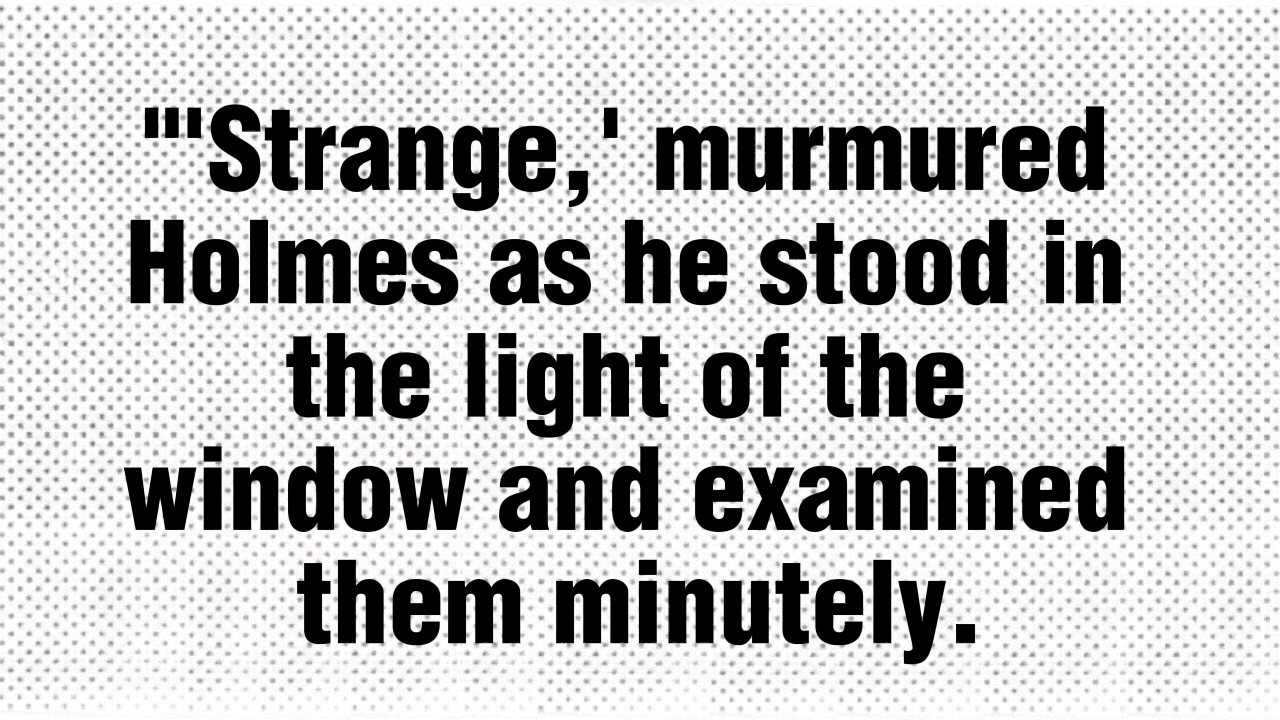 "'Strange,' murmured
Holmes as he stood in
the light of the
window and examined
them minutely.